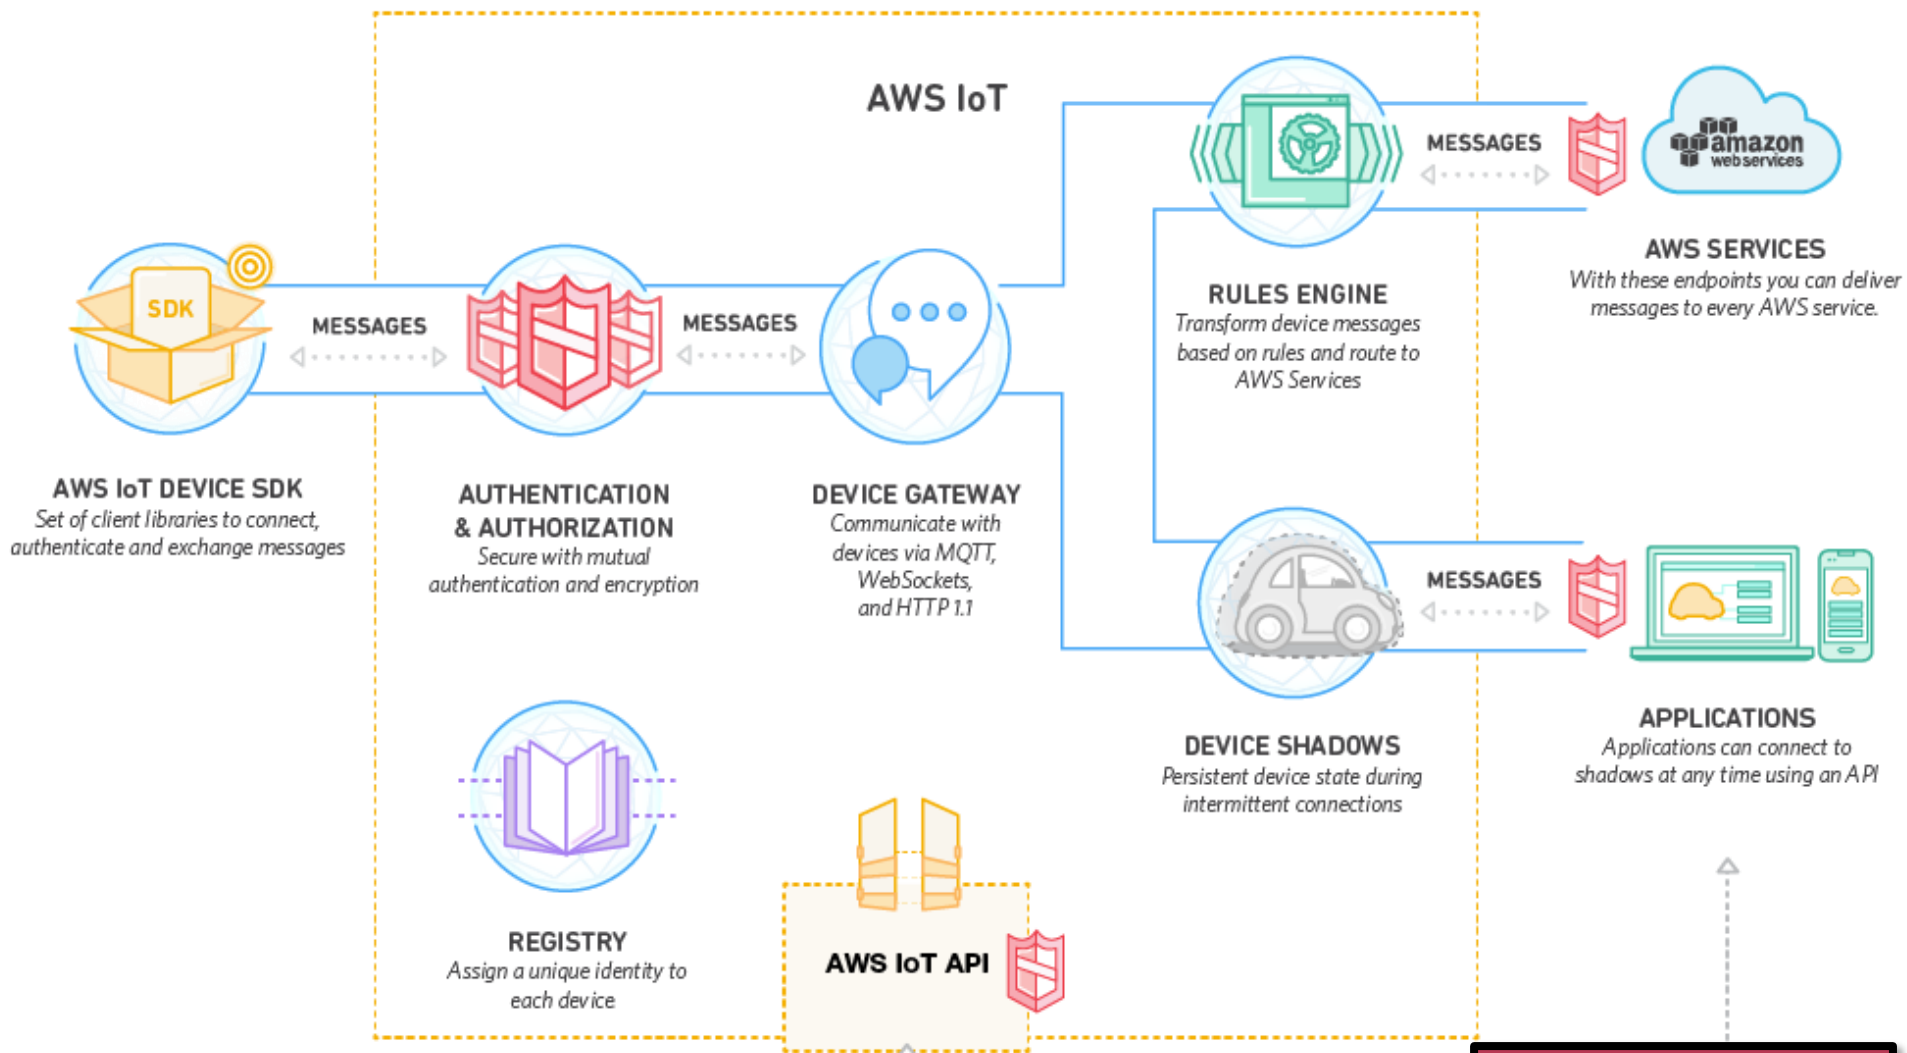 AWS IoT
MESSAGES
amazon
webservices
AWS SERVICES
With these endpoints you can deliver
messages to every AWS service.
SDK
MESSAGES
MESSAGES
RULES ENGINE
Transform device messages
based on rules and route to
AWS Services
AWS IoT DEVICE SDK
Set of client libraries to connect,
authenticate and exchange messages
AUTHENTICATION
& AUTHORIZATION
Secure with mutual
authentication and encryption
DEVICE GATEWAY
Communicate with
devices via MQTT,
WebSockets,
and HTTP 1.1
MESSAGES
DEVICE SHADOWS
Persistent device state during
intermittent connections
APPLICATIONS
Applications can connect to
shadows at any time using an API
REGISTRY
Assign a unique identity to
each device
AWS IoT API